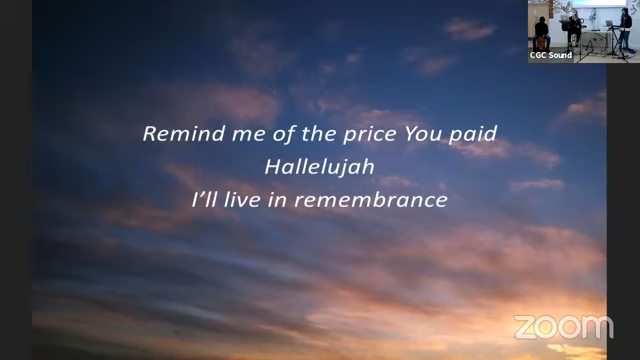 CGC Sound
Remind me of the price You paid
Hallelujah
I'll live in remembrance
zoom